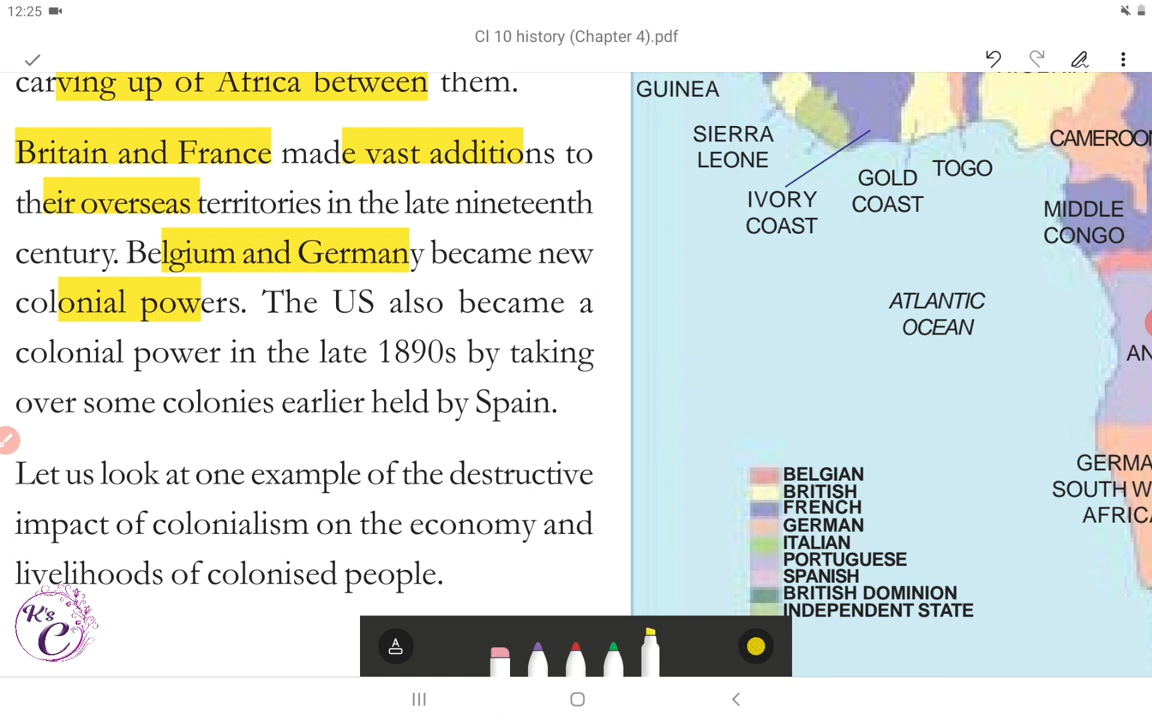 12:25
Cl 10 history (Chapter 4).pdf
carving up of Africa between them.
Britain and France made vast additions to
their overseas territories in the late nineteenth
century. Belgium and Germany became new
colonial powers. The US also became a
colonial power in the late 1890s by taking
over some colonies earlier held by Spain.
Let us look at one example of the destructive
impact of colonialism on the economy and
livelihoods of colonised people.
K's
C
GUINEA
SIERRA
LEONE
IVORY
COAST
GOLD
COAST
TOGO
CAMEROO
MIDDLE
CONGO
ATLANTIC
OCEAN
AN
GERMA
SOUTH W
AFRIC
BELGIAN
BRITISH
FRENCH
GERMAN
ITALIAN
PORTUGUESE
SPANISH
BRITISH DOMINION
INDEPENDENT STATE
A